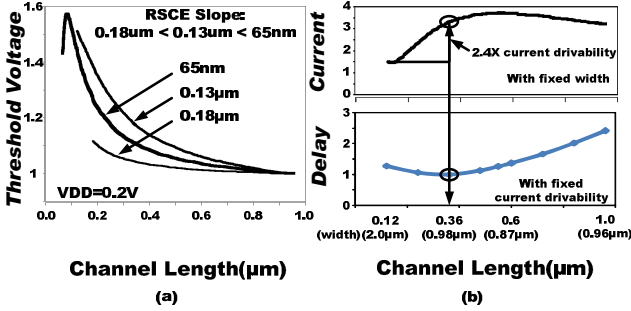 RSCE Slope:
0.18um < 0.13um < 65nm
Threshold Voltage
1.6
1.4
1.2
1
65nm
0.13µm
0.18µm
VDD=0.2V
0.0 0.2 0.4 0.6 0.8 1.0
Channel Length(µm)
(a)
Current
4
3
2
1
0
2.4X current drivability
With fixed width
Delay
3
2
1
0
With fixed
current drivability
0.12 0.36 0.6 1.0
(width) (2.0µm) (0.98µm) (0.87µm) (0.96µm)
Channel Length(µm)
(b)